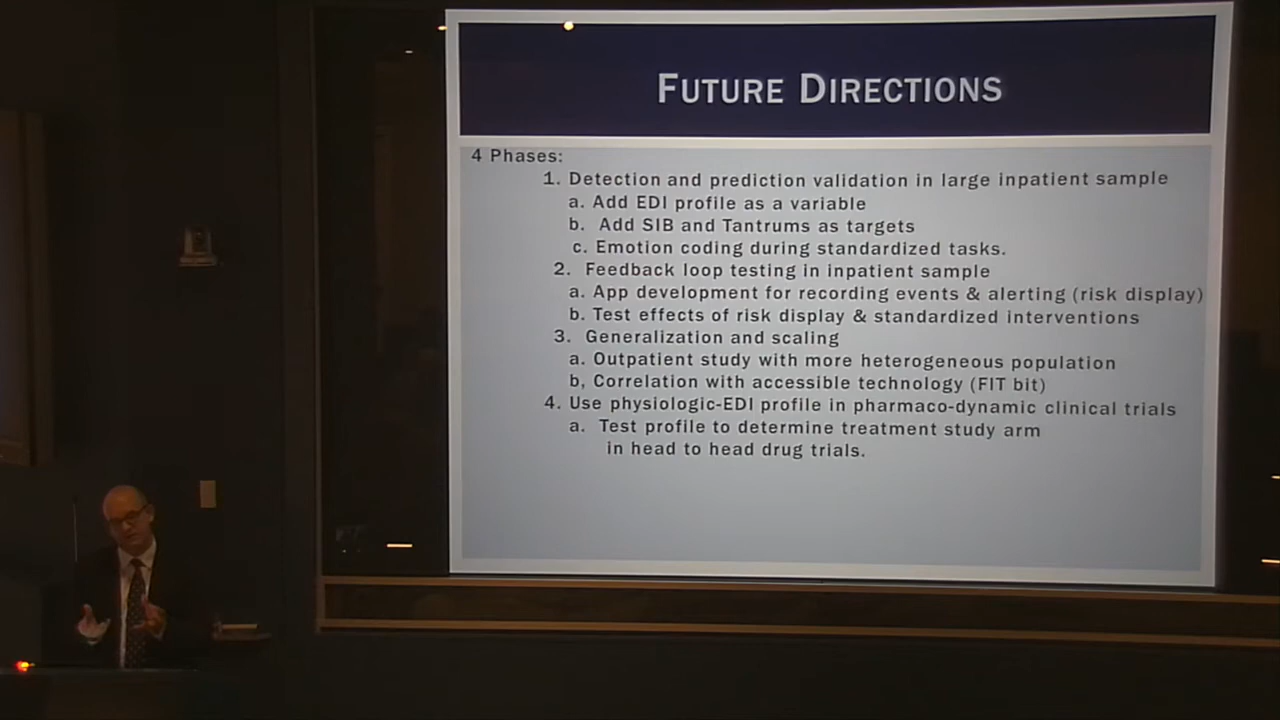 FUTURE DIRECTIONS
4 Phases:
1. Detection and prediction validation in large inpatient sample
a. Add EDI profile as a variable
b. Add SIB and Tantrums as targets
c. Emotion coding during standardized tasks.
2. Feedback loop testing in inpatient sample
a. App development for recording events & alerting (risk display)
b. Test effects of risk display & standardized interventions
3. Generalization and scaling
a. Outpatient study with more heterogeneous population
b, Correlation with accessible technology (FIT bit)
4. Use physiologic-EDI profile in pharmaco-dynamic clinical trials
a. Test profile to determine treatment study arm
in head to head drug trials.